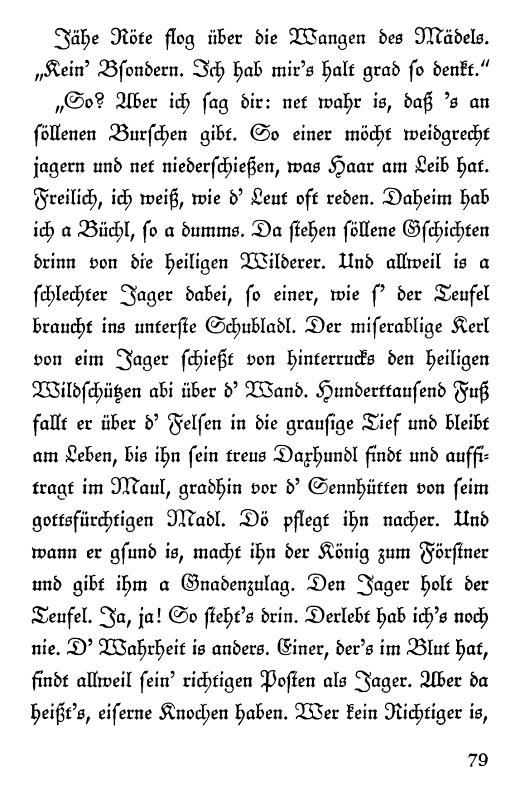 Jähe Röte flog über die Wangen des Mädels.
„Kein' Bsondern. Ich hab mir's halt grad so denkt."
„So? Aber ich sag dir: net wahr is, daß 's an
söllenen Burschen gibt. So einer möcht weidgrecht
jagern und net niederschießen, was Haar am Leib hat.
Freilich, ich weiß, wie d' Leut oft reden. Daheim hab
ich a Büchl, so a dumms. Da stehen söllene Gschichten
drinn von die heiligen Wilderer. Und allweil is a
schlechter Jager dabei, so einer, wie s' der Teufel
braucht ins unterste Schubladl. Der miserablige Kerl
von eim Jager schießt von hinterrucks den heiligen
Wildschützen abi über d' Wand. Hunderttausend Fuß
fallt er über d' Felsen in die grausige Tief und bleibt
am Leben, bis ihn sein treus Daxhundl findt und auffi-
tragt im Maul, gradhin vor d' Sennhütten von seim
gottsfürchtigen Madl. Dö pflegt ihn nacher. Und
wann er gsund is, macht ihn der König zum Förstner
und gibt ihm a Gnadenzulag. Den Jager holt der
Teufel. Ja, ja! So steht's drin. Derlebt hab ich's noch
nie. D' Wahrheit is anders. Einer, der's im Blut hat,
findt allweil sein' richtigen Posten als Jager. Aber da
heißt's, eiserne Knochen haben. Wer kein Richtiger is,
79